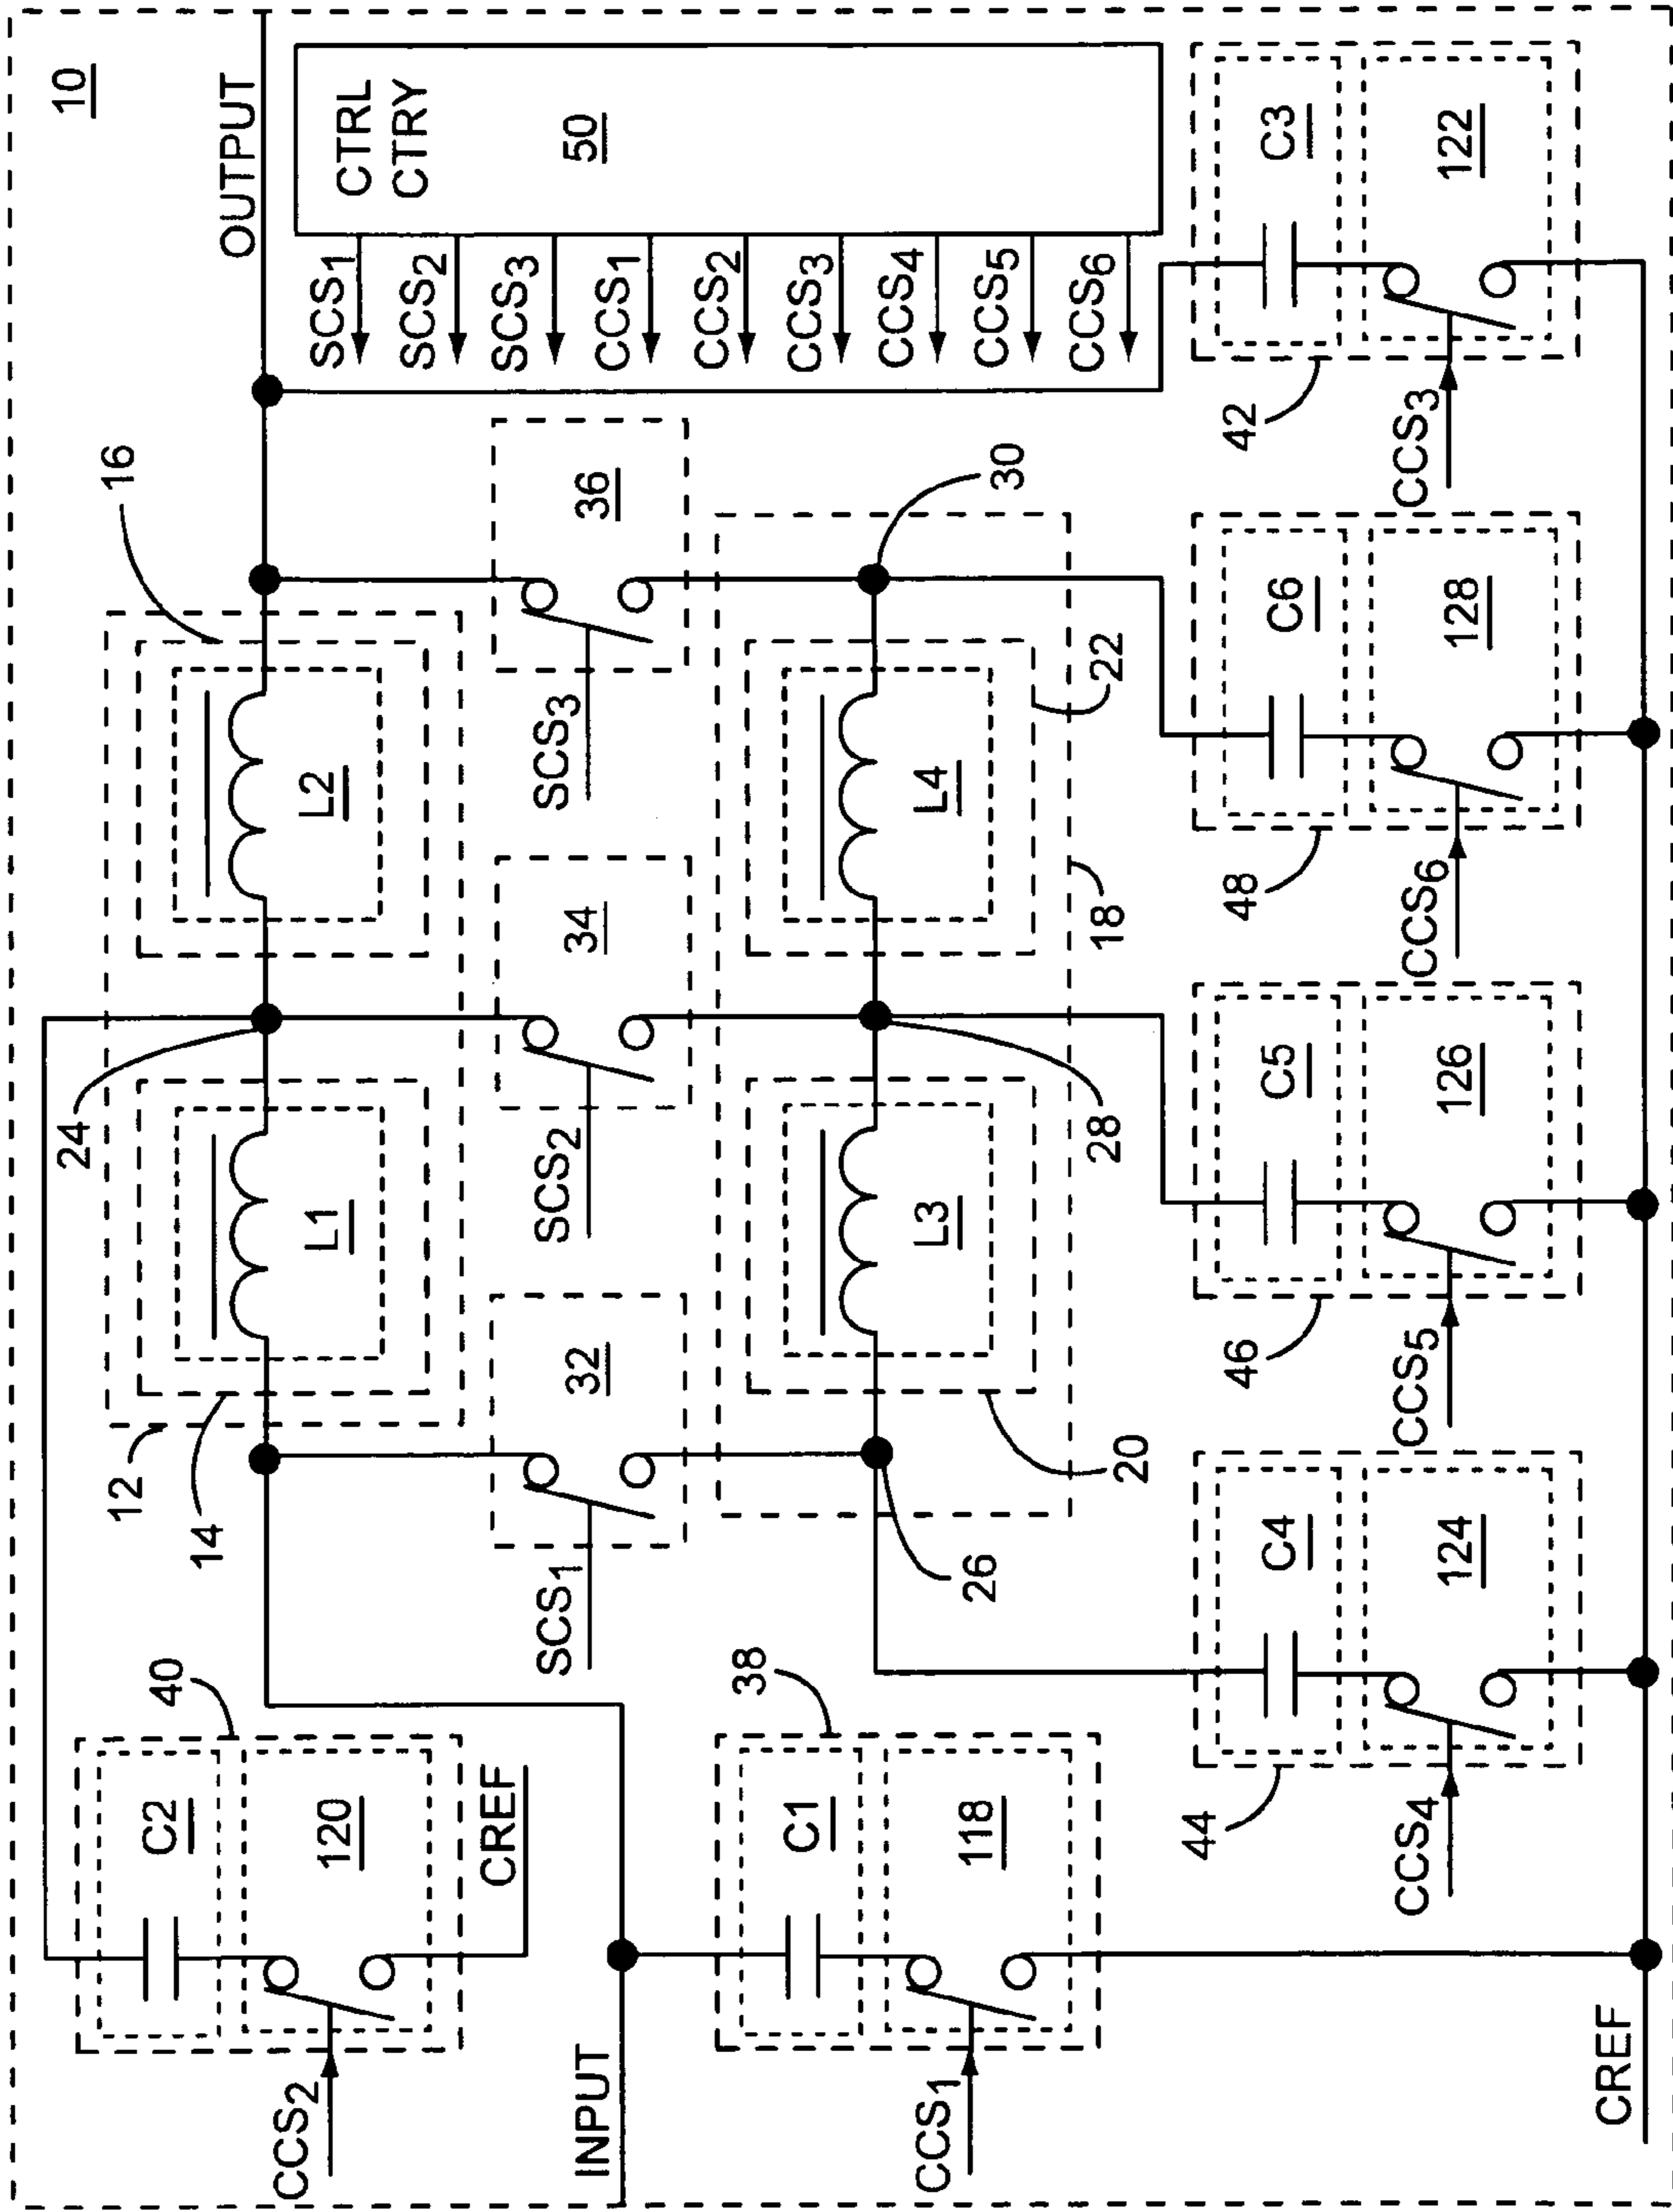 10
OUTPUT
CTRL
CTRY
50
SCS1
SCS2
SCS3
CCS1
CCS2
CCS3
CCS4
CCS5
CCS6
12
14
16
24
L1
L2
C2
120
40
CCS2
CREF
INPUT
32
34
36
SCS1
SCS2
SCS3
C1
118
38
CCS1
L3
L4
26
20
28
18
22
30
C4
124
44
CCS4
C5
126
46
CCS5
C6
128
48
CCS6
C3
122
42
CCS3
CREF